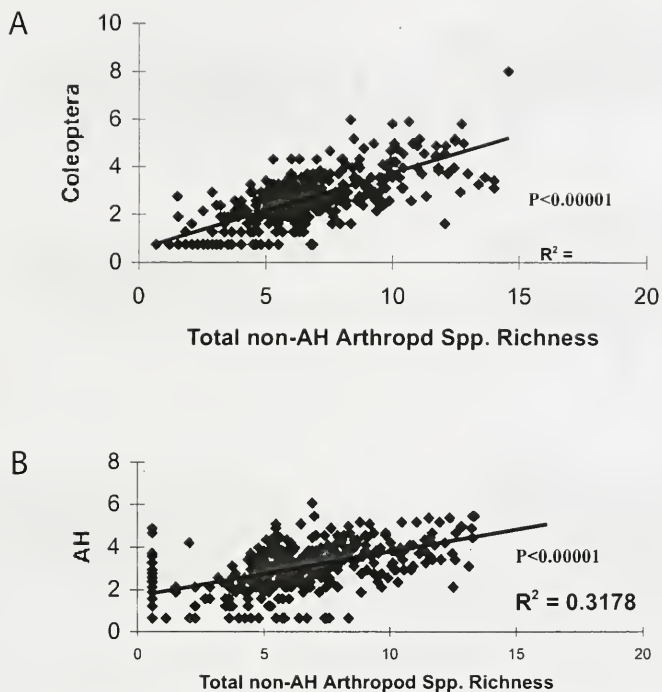 A
10
8
6
4
2
0
Coleoptera
P<0.00001
R² =
0 5 10 15 20
Total non-AH Arthropd Spp. Richness
B
8
6
4
2
0
AH
P<0.00001
R² = 0.3178
0 5 10 15 20
Total non-AH Arthropod Spp. Richness